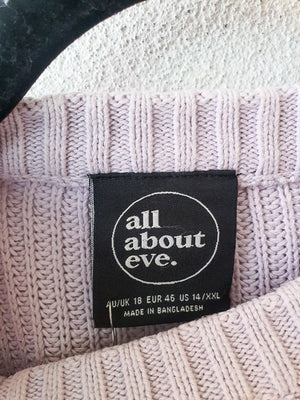 all
about
eve.
AU/UK 18 EUR 46 US 14/XXL
MADE IN BANGLADESH